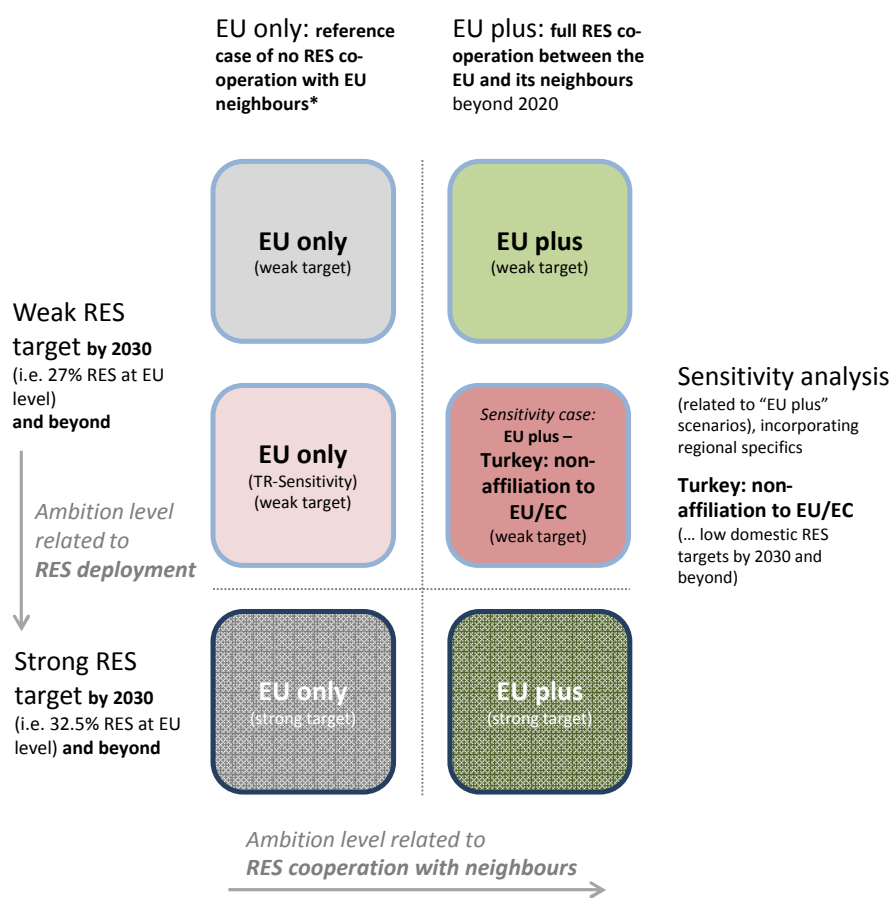 EU only: reference
case of no RES co-
operation with EU
neighbours*
EU plus: full RES co-
operation between the
EU and its neighbours
beyond 2020
EU only
(weak target)
EU plus
(weak target)
Weak RES
target by 2030
(i.e. 27% RES at EU
level)
and beyond
EU only
(TR-Sensitivity)
(weak target)
Sensitivity case:
EU plus –
Turkey: non-
affiliation to
EU/EC
(weak target)
Sensitivity analysis
(related to “EU plus”
scenarios), incorporating
regional specifics
Turkey: non-
affiliation to EU/EC
(... low domestic RES
targets by 2030 and
beyond)
Ambition level
related to
RES deployment
Strong RES
target by 2030
(i.e. 32.5% RES at EU
level) and beyond
EU only
(strong target)
EU plus
(strong target)
Ambition level related to
RES cooperation with neighbours